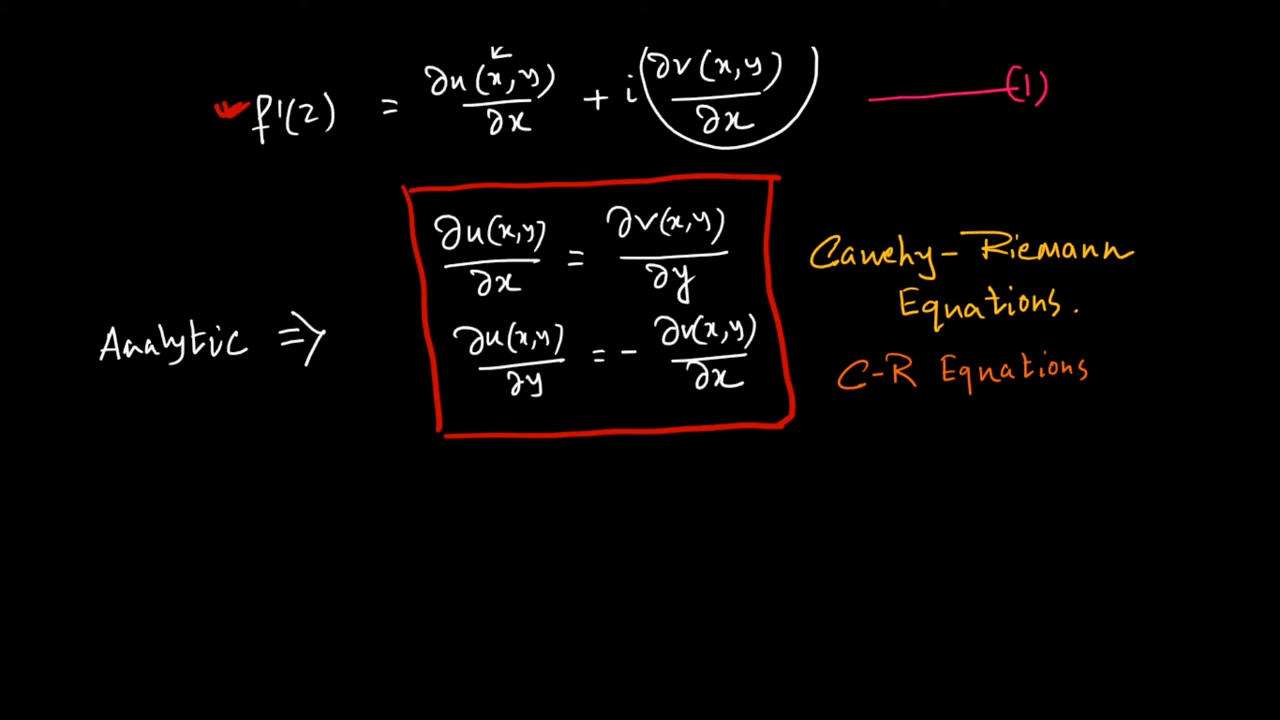 f'(z) = ∂u(x,y)/∂x + i(∂v(x,y)/∂x) ———(1)
∂u(x,y)/∂x = ∂v(x,y)/∂y
Cauchy-Riemann
Equations.
Analytic ⇒ ∂u(x,y)/∂y = - ∂v(x,y)/∂x
C-R Equations